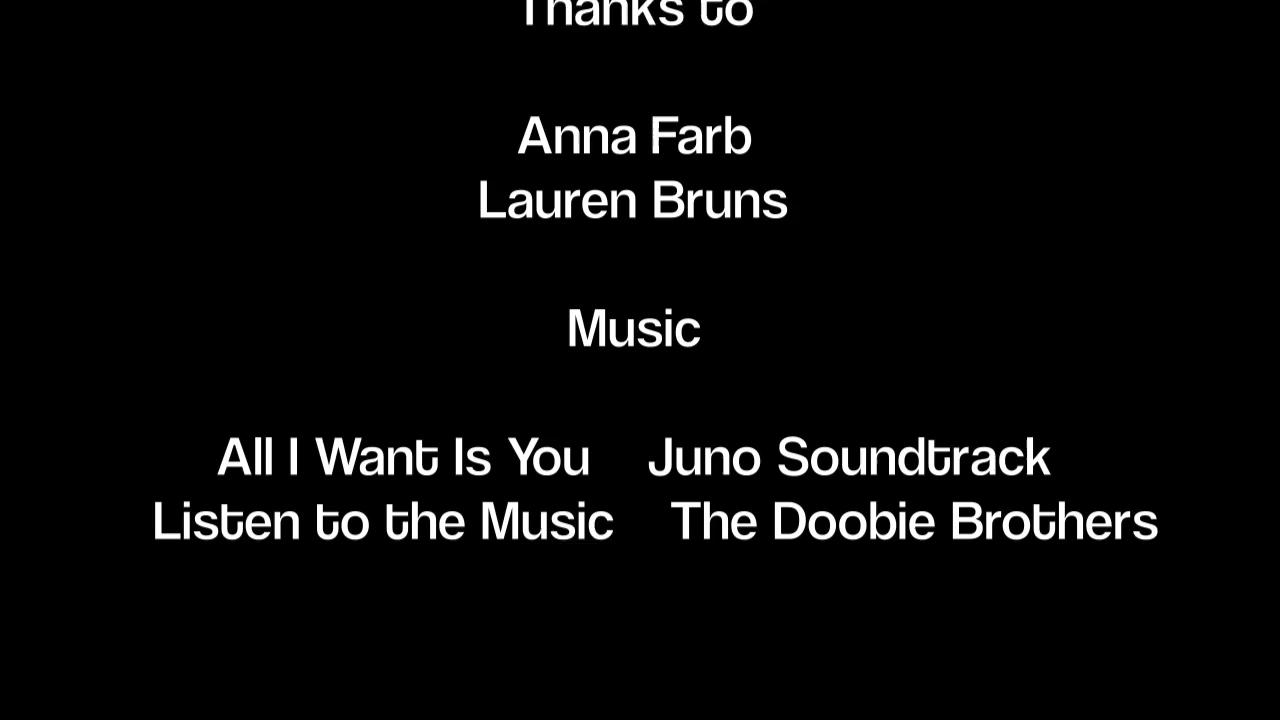 Thanks to
Anna Farb
Lauren Bruns
Music
All I Want Is You Juno Soundtrack
Listen to the Music The Doobie Brothers